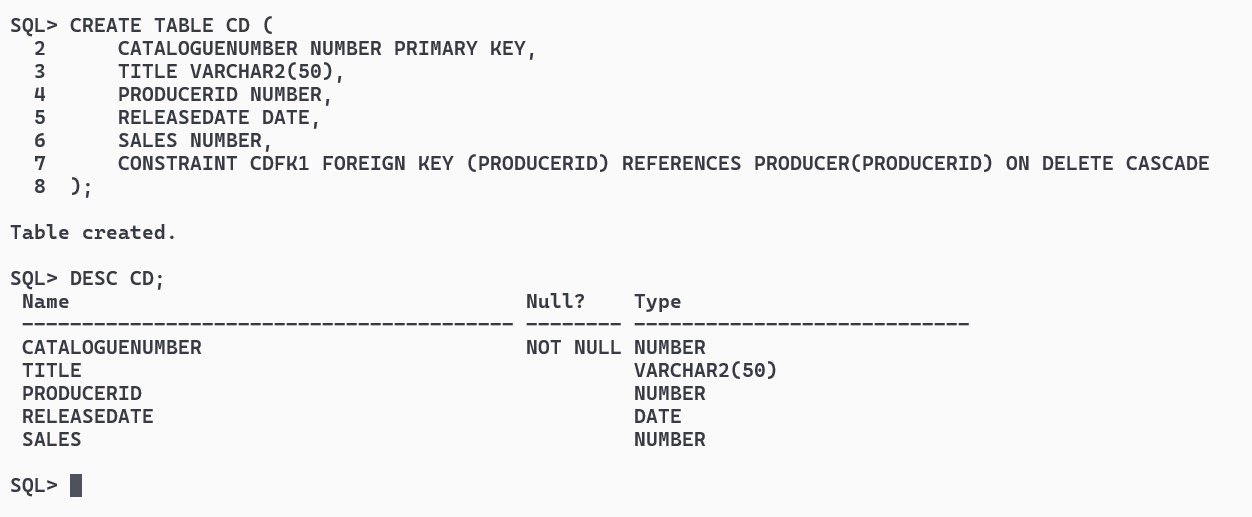 SQL> CREATE TABLE CD (
  2      CATALOGUENUMBER NUMBER PRIMARY KEY,
  3      TITLE VARCHAR2(50),
  4      PRODUCERID NUMBER,
  5      RELEASEDATE DATE,
  6      SALES NUMBER,
  7      CONSTRAINT CDFK1 FOREIGN KEY (PRODUCERID) REFERENCES PRODUCER(PRODUCERID) ON DELETE CASCADE
  8  );
Table created.
SQL> DESC CD;
 Name                                      Null?    Type
 ----------------------------------------- -------- ----------------------------
 CATALOGUENUMBER                           NOT NULL NUMBER
 TITLE                                              VARCHAR2(50)
 PRODUCERID                                         NUMBER
 RELEASEDATE                                        DATE
 SALES                                              NUMBER
SQL>